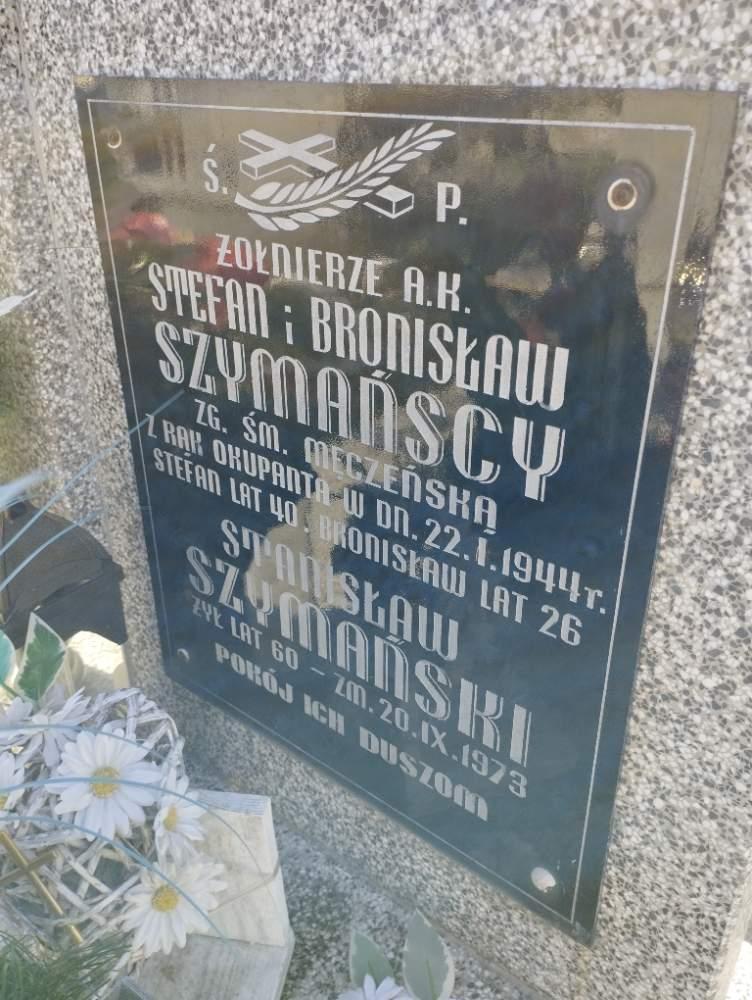 Ś. P.
ŻOŁNIERZE A.K.
STEFAN i BRONISŁAW
SZYMAŃSCY
ZG. ŚM. MĘCZEŃSKĄ
Z RĄK OKUPANTA W DN. 22.I.1944r.
STEFAN LAT 40, BRONISŁAW LAT 26
STANISŁAW
SZYMAŃSKI
ŻYŁ LAT 60 – ZM. 20.IX.1973
POKÓJ ICH DUSZOM